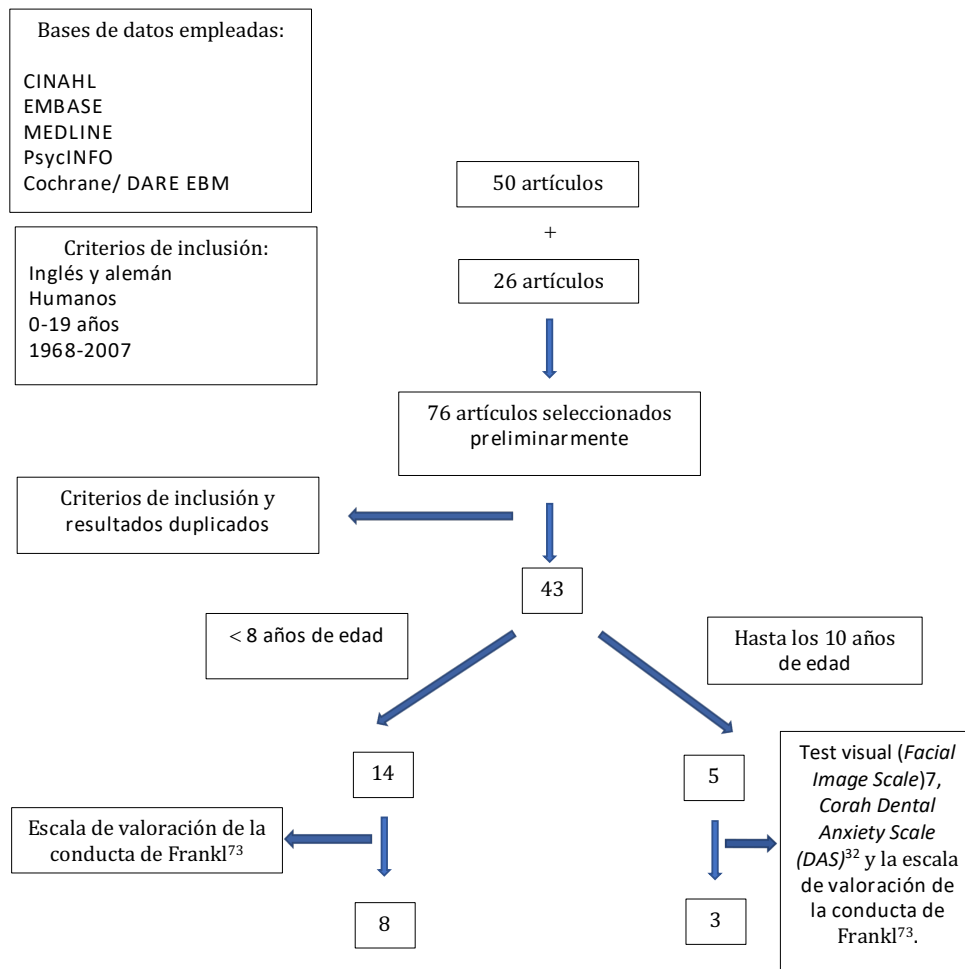 Bases de datos empleadas:
CINAHL
EMBASE
MEDLINE
PsycINFO
Cochrane/ DARE EBM
Criterios de inclusión:
Inglés y alemán
Humanos
0-19 años
1968-2007
50 artículos
+
26 artículos
76 artículos seleccionados
preliminarmente
Criterios de inclusión y
resultados duplicados
43
< 8 años de edad
Hasta los 10 años
de edad
14
5
Escala de valoración de la
conducta de Frankl73
Test visual (Facial
Image Scale)7,
Corah Dental
Anxiety Scale
(DAS)32 y la escala
de valoración de
la conducta de
Frankl73.
8
3